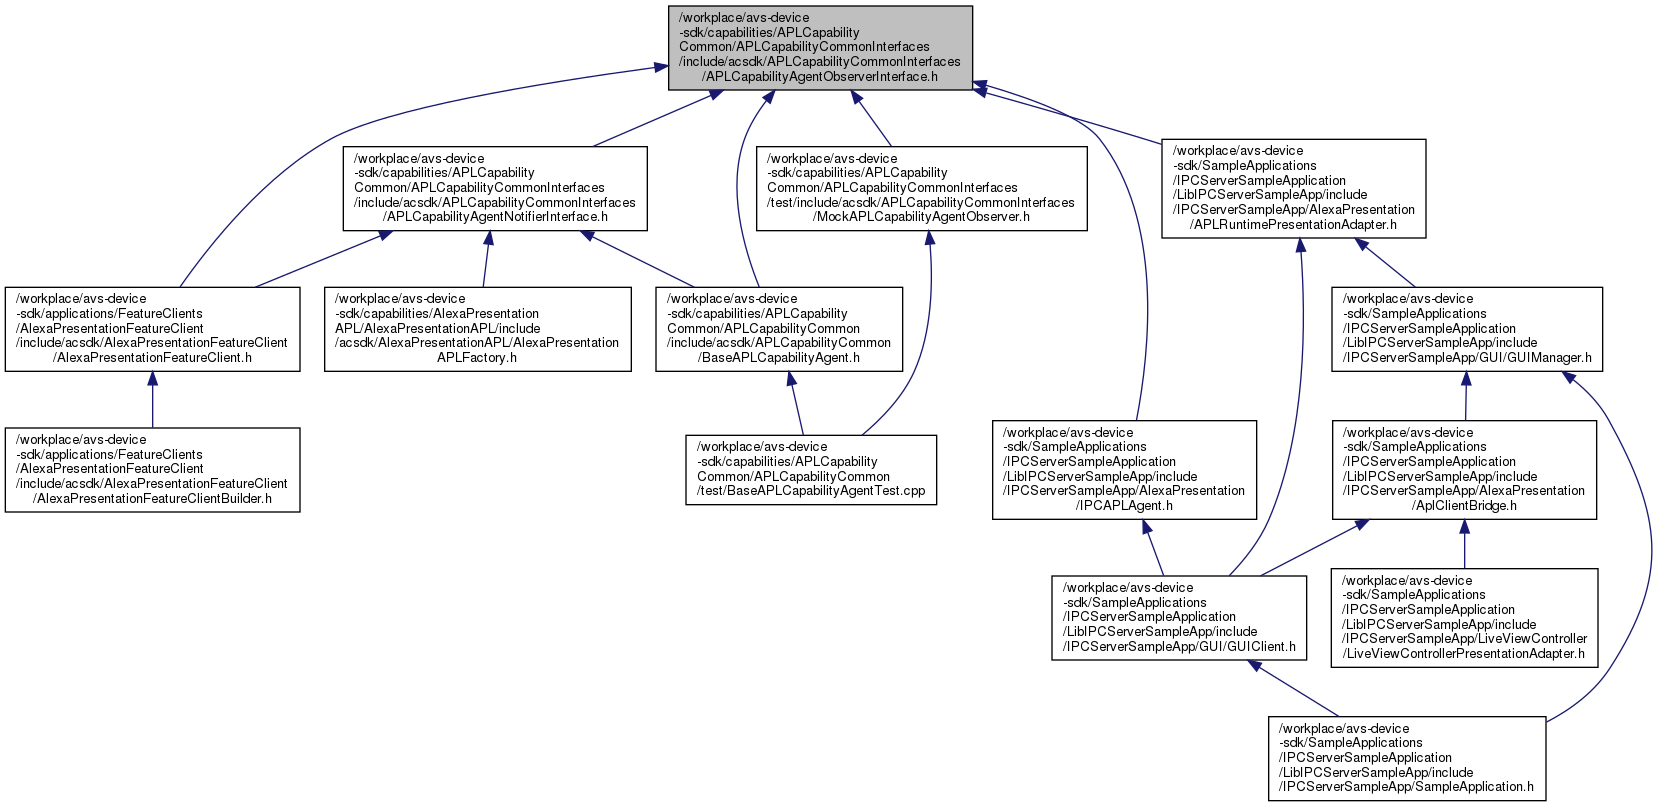 /workplace/avs-device
-sdk/capabilities/APLCapability
Common/APLCapabilityCommonInterfaces
/include/acsdk/APLCapabilityCommonInterfaces
/APLCapabilityAgentObserverInterface.h
/workplace/avs-device
-sdk/capabilities/APLCapability
Common/APLCapabilityCommonInterfaces
/include/acsdk/APLCapabilityCommonInterfaces
/APLCapabilityAgentNotifierInterface.h
/workplace/avs-device
-sdk/capabilities/APLCapability
Common/APLCapabilityCommonInterfaces
/test/include/acsdk/APLCapabilityCommonInterfaces
/MockAPLCapabilityAgentObserver.h
/workplace/avs-device
-sdk/SampleApplications
/IPCServerSampleApplication
/LibIPCServerSampleApp/include
/IPCServerSampleApp/AlexaPresentation
/APLRuntimePresentationAdapter.h
/workplace/avs-device
-sdk/applications/FeatureClients
/AlexaPresentationFeatureClient
/include/acsdk/AlexaPresentationFeatureClient
/AlexaPresentationFeatureClient.h
/workplace/avs-device
-sdk/capabilities/AlexaPresentation
APL/AlexaPresentationAPL/include
/acsdk/AlexaPresentationAPL/AlexaPresentation
APLFactory.h
/workplace/avs-device
-sdk/capabilities/APLCapability
Common/APLCapabilityCommon
/include/acsdk/APLCapabilityCommon
/BaseAPLCapabilityAgent.h
/workplace/avs-device
-sdk/SampleApplications
/IPCServerSampleApplication
/LibIPCServerSampleApp/include
/IPCServerSampleApp/GUI/GUIManager.h
/workplace/avs-device
-sdk/applications/FeatureClients
/AlexaPresentationFeatureClient
/include/acsdk/AlexaPresentationFeatureClient
/AlexaPresentationFeatureClientBuilder.h
/workplace/avs-device
-sdk/capabilities/APLCapability
Common/APLCapabilityCommon
/test/BaseAPLCapabilityAgentTest.cpp
/workplace/avs-device
-sdk/SampleApplications
/IPCServerSampleApplication
/LibIPCServerSampleApp/include
/IPCServerSampleApp/AlexaPresentation
/IPCAPLAgent.h
/workplace/avs-device
-sdk/SampleApplications
/IPCServerSampleApplication
/LibIPCServerSampleApp/include
/IPCServerSampleApp/AlexaPresentation
/AplClientBridge.h
/workplace/avs-device
-sdk/SampleApplications
/IPCServerSampleApplication
/LibIPCServerSampleApp/include
/IPCServerSampleApp/GUI/GUIClient.h
/workplace/avs-device
-sdk/SampleApplications
/IPCServerSampleApplication
/LibIPCServerSampleApp/include
/IPCServerSampleApp/LiveViewController
/LiveViewControllerPresentationAdapter.h
/workplace/avs-device
-sdk/SampleApplications
/IPCServerSampleApplication
/LibIPCServerSampleApp/include
/IPCServerSampleApp/SampleApplication.h